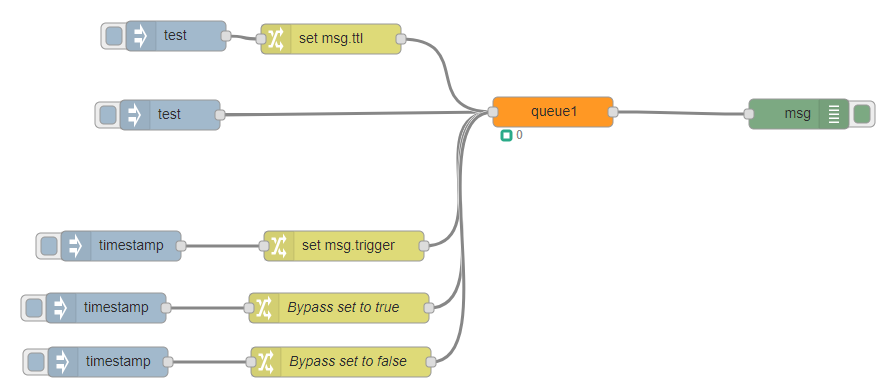 test
set msg.ttl
test
queue1
msg
0
timestamp
set msg.trigger
timestamp
Bypass set to true
timestamp
Bypass set to false